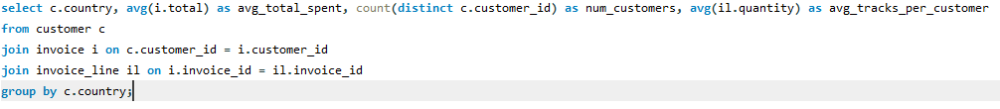 select c.country, avg(i.total) as avg_total_spent, count(distinct c.customer_id) as num_customers, avg(il.quantity) as avg_tracks_per_customer
from customer c
join invoice i on c.customer_id = i.customer_id
join invoice_line il on i.invoice_id = il.invoice_id
group by c.country;